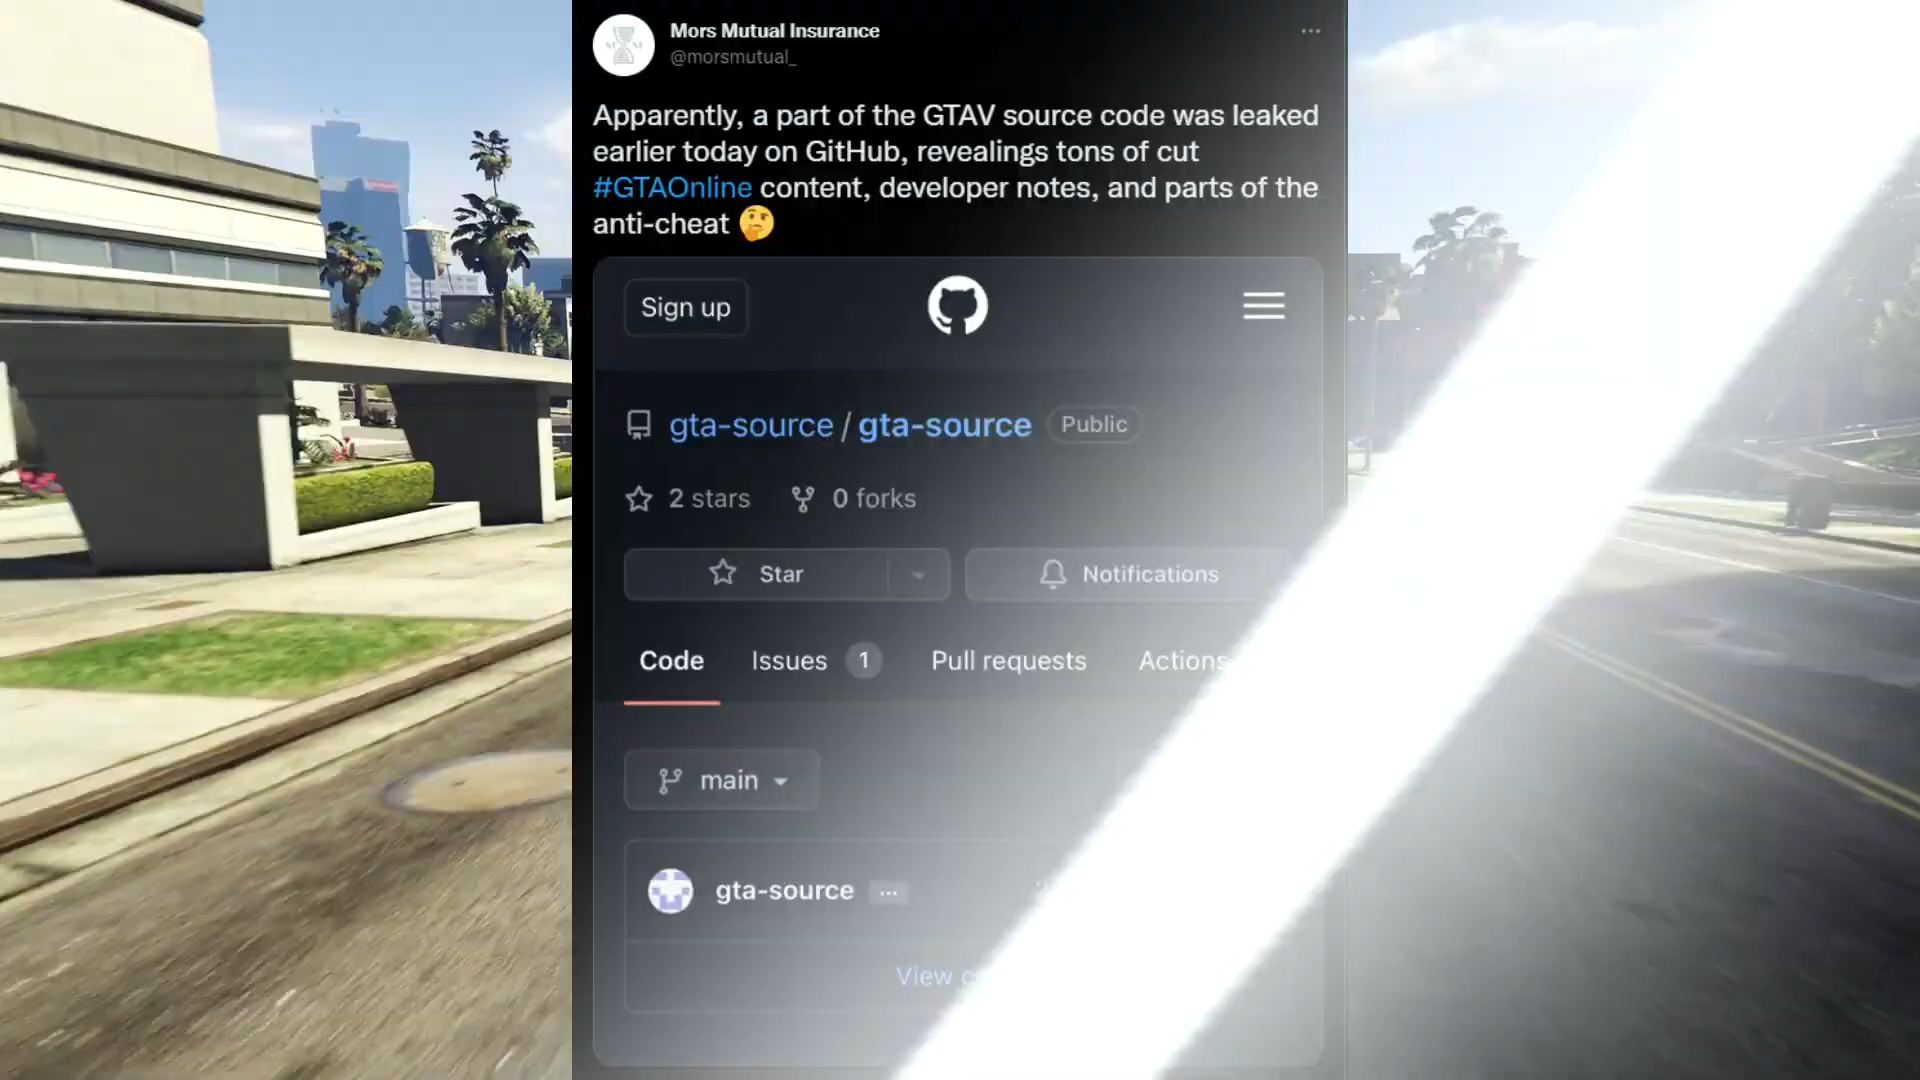 Mors Mutual Insurance
@morsmutual_
Apparently, a part of the GTAV source code was leaked
earlier today on GitHub, revealings tons of cut
#GTAOnline content, developer notes, and parts of the
anti-cheat 🤔
Sign up
gta-source / gta-source Public
2 stars 0 forks
Star Notifications
Code Issues 1 Pull requests Actions
main
gta-source ...
View